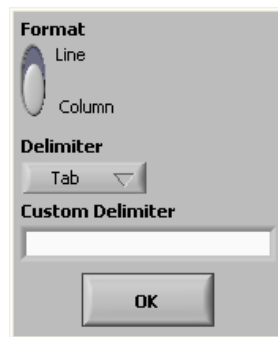 Format
Line
Column
Delimiter
Tab
Custom Delimiter
OK